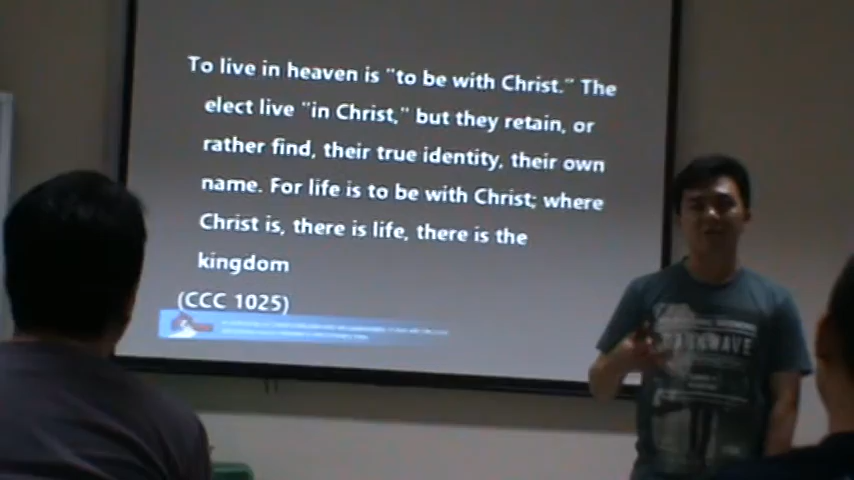 To live in heaven is "to be with Christ." The
elect live "in Christ," but they retain, or
rather find, their true identity, their own
name. For life is to be with Christ; where
Christ is, there is life, there is the
kingdom
(CCC 1025)